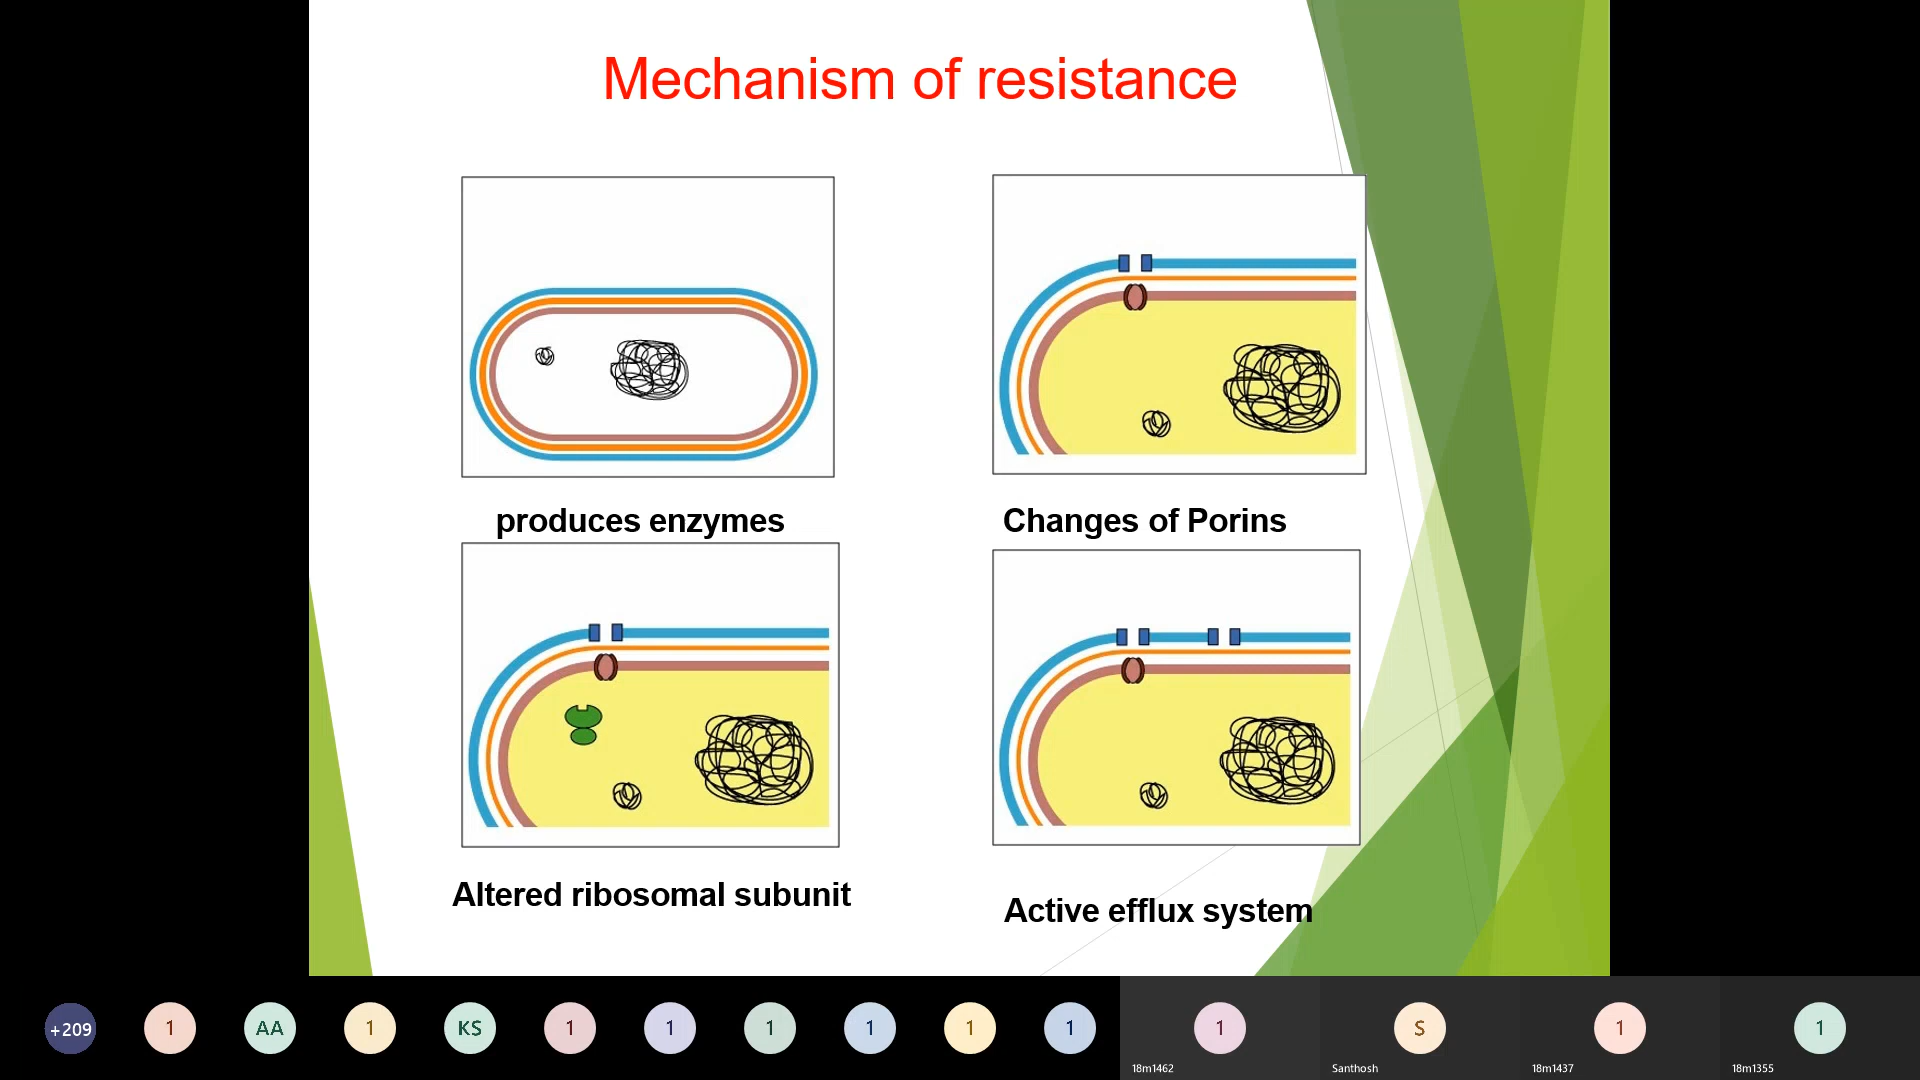 Mechanism of resistance
produces enzymes
Changes of Porins
Altered ribosomal subunit
Active efflux system
+209
1
AA
1
KS
1
1
1
1
1
1
1
S
1
1
18m1462
Santhosh
18m1437
18m1355